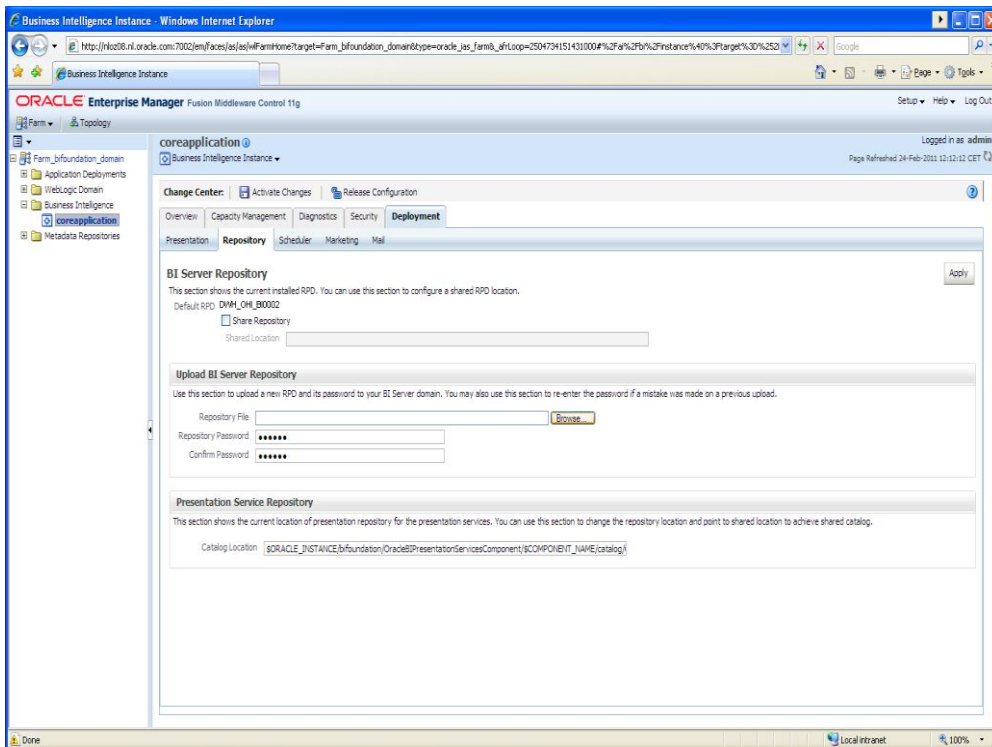 Business Intelligence Instance - Windows Internet Explorer
http://nloz08.nl.oracle.com:7002/em/faces/as/as/wlFarmHome?target=Farm_bifoundation_domain&type=oracle_ias_farm&_afrLoop=2504734151431000#%2Fai%2Fbi%2Finstance%40%3Ftarget%3D%252
Google
Business Intelligence Instance
Page
Tools
ORACLE Enterprise Manager Fusion Middleware Control 11g
Setup Help Log Out
Farm Topology
coreapplication
Logged in as admin
Business Intelligence Instance
Page Refreshed 24-Feb-2011 12:12:12 CET
Farm_bifoundation_domain
Application Deployments
WebLogic Domain
Business Intelligence
coreapplication
Metadata Repositories
Change Center: Activate Changes Release Configuration
Overview Capacity Management Diagnostics Security Deployment
Presentation Repository Scheduler Marketing Mail
BI Server Repository
Apply
This section shows the current installed RPD. You can use this section to configure a shared RPD location.
Default RPD DWH_OHI_BI0002
Share Repository
Shared Location
Upload BI Server Repository
Use this section to upload a new RPD and its password to your BI Server domain. You may also use this section to re-enter the password if a mistake was made on a previous upload.
Repository File Browse...
Repository Password ••••••
Confirm Password ••••••
Presentation Service Repository
This section shows the current location of presentation repository for the presentation services. You can use this section to change the repository location and point to shared location to achieve shared catalog.
Catalog Location $ORACLE_INSTANCE/bifoundation/OracleBIPresentationServicesComponent/$COMPONENT_NAME/catalog/
Done
Local intranet
100%